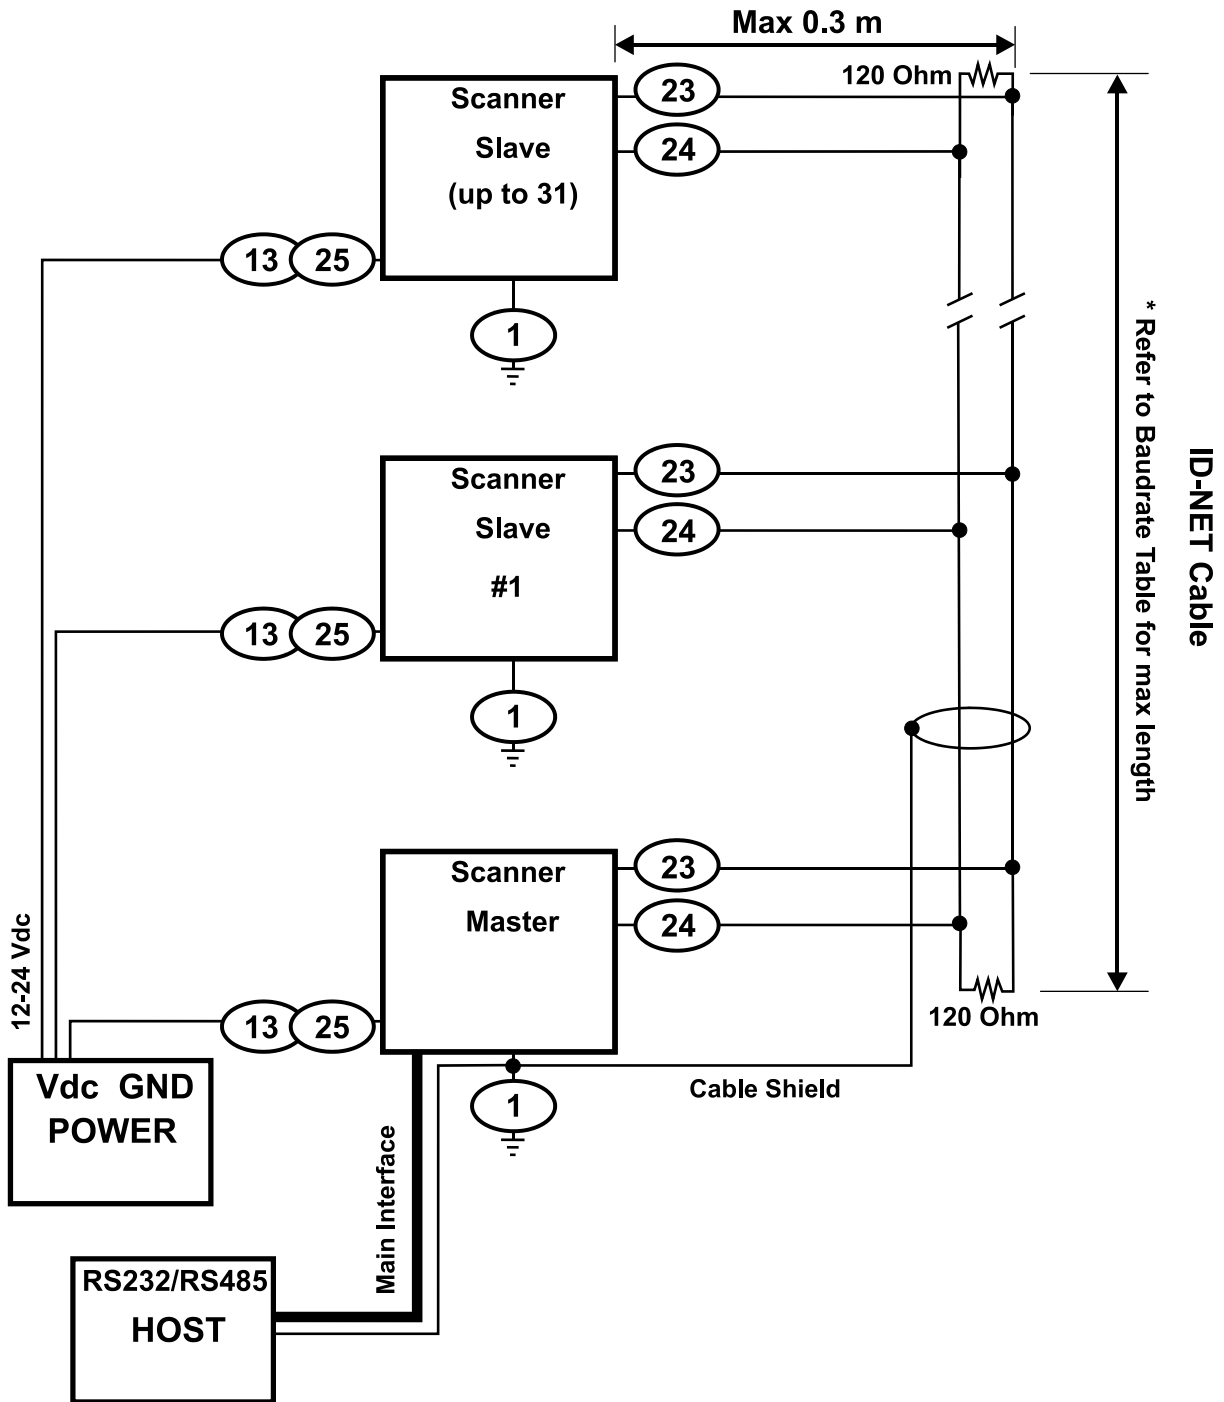 Max 0.3 m
120 Ohm
Scanner
Slave
(up to 31)
23
24
13
25
1
Scanner
Slave
#1
23
24
13
25
1
Scanner
Master
23
24
13
25
1
120 Ohm
* Refer to Baudrate Table for max length
ID-NET Cable
12-24 Vdc
Vdc GND
POWER
Cable Shield
Main Interface
RS232/RS485
HOST